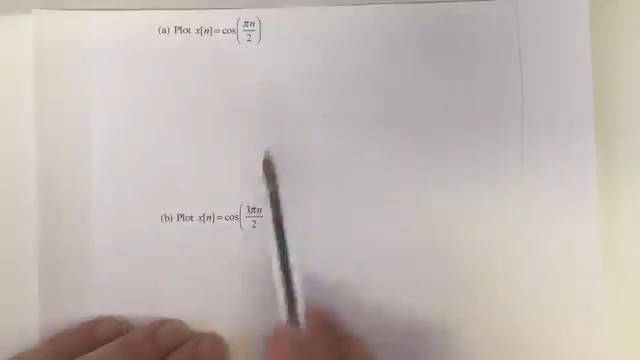 (a) Plot x[n]=cos(πn/2)
(b) Plot x[n]=cos(3πn/2